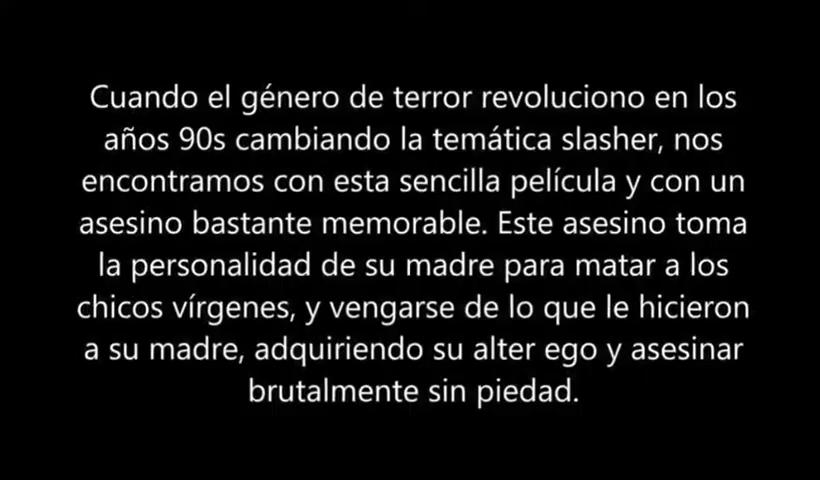 Cuando el género de terror revoluciono en los
años 90s cambiando la temática slasher, nos
encontramos con esta sencilla película y con un
asesino bastante memorable. Este asesino toma
la personalidad de su madre para matar a los
chicos vírgenes, y vengarse de lo que le hicieron
a su madre, adquiriendo su alter ego y asesinar
brutalmente sin piedad.